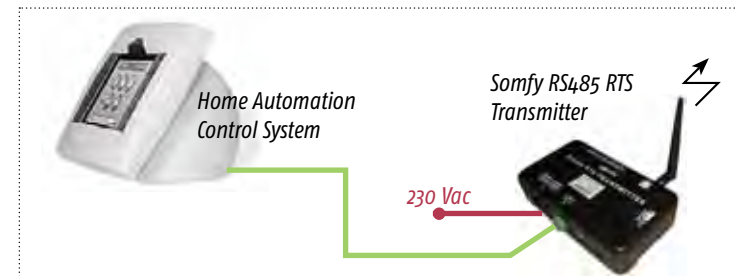 Home Automation
Control System
Somfy RS485 RTS
Transmitter
230 Vac